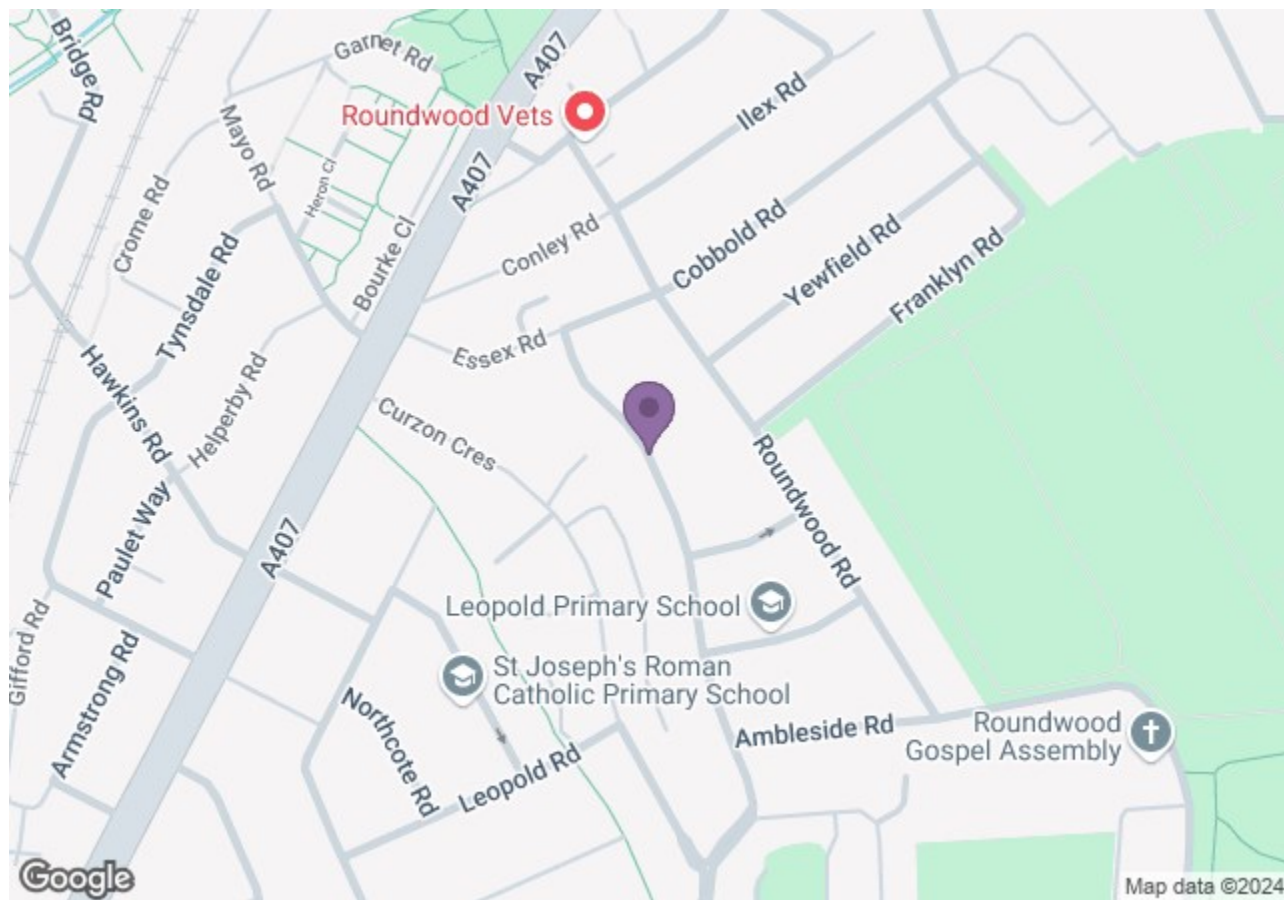 Bridge Rd
Garnet Rd
A407
Roundwood Vets
Ilex Rd
Mayo Rd
Heron Cl
A407
Crome Rd
Tynsdale Rd
Bourke Cl
Conley Rd
Cobbold Rd
Yewfield Rd
Franklyn Rd
Essex Rd
Hawkins Rd
Helperby Rd
Curzon Cres
Roundwood Rd
Paulet Way
A407
Leopold Primary School
St Joseph's Roman
Catholic Primary School
Gifford Rd
Armstrong Rd
Northcote Rd
Leopold Rd
Ambleside Rd
Roundwood
Gospel Assembly
Google
Map data ©2024